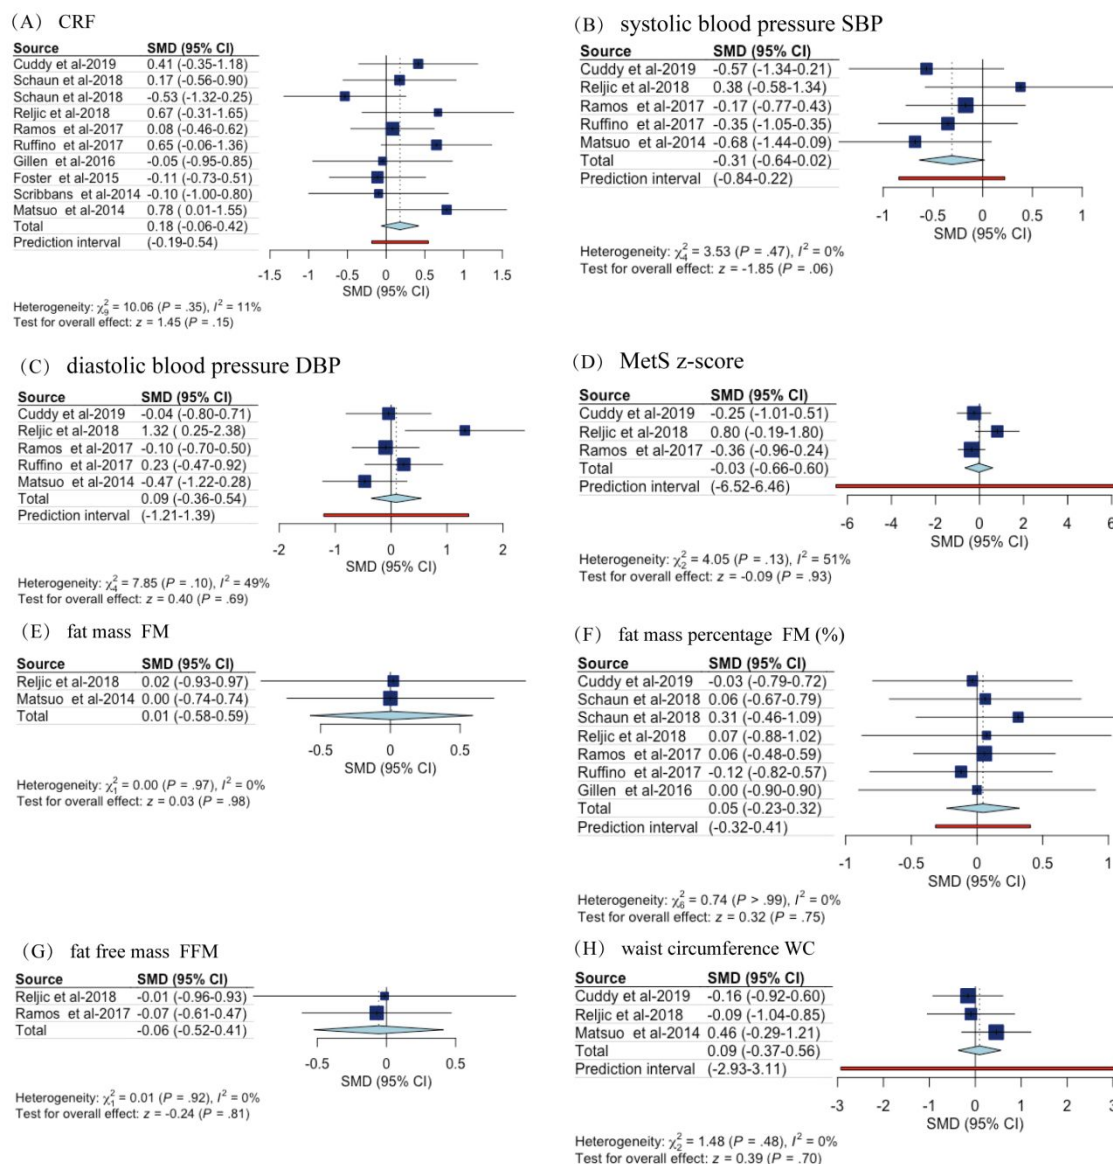 (A) CRF
Source SMD (95% CI)
Cuddy et al-2019 0.41 (-0.35-1.18)
Schaun et al-2018 0.17 (-0.56-0.90)
Schaun et al-2018 -0.53 (-1.32-0.25)
Reljic et al-2018 0.67 (-0.31-1.65)
Ramos et al-2017 0.08 (-0.46-0.62)
Ruffino et al-2017 0.65 (-0.06-1.36)
Gillen et al-2016 -0.05 (-0.95-0.85)
Foster et al-2015 -0.11 (-0.73-0.51)
Scribbans et al-2014 -0.10 (-1.00-0.80)
Matsuo et al-2014 0.78 ( 0.01-1.55)
Total 0.18 (-0.06-0.42)
Prediction interval (-0.19-0.54)
-1.5 -1 -0.5 0 0.5 1 1.5
SMD (95% CI)
Heterogeneity: χ²₉ = 10.06 (P = .35), I² = 11%
Test for overall effect: z = 1.45 (P = .15)
(B) systolic blood pressure SBP
Source SMD (95% CI)
Cuddy et al-2019 -0.57 (-1.34-0.21)
Reljic et al-2018 0.38 (-0.58-1.34)
Ramos et al-2017 -0.17 (-0.77-0.43)
Ruffino et al-2017 -0.35 (-1.05-0.35)
Matsuo et al-2014 -0.68 (-1.44-0.09)
Total -0.31 (-0.64-0.02)
Prediction interval (-0.84-0.22)
-1 -0.5 0 0.5 1
SMD (95% CI)
Heterogeneity: χ²₄ = 3.53 (P = .47), I² = 0%
Test for overall effect: z = -1.85 (P = .06)
(C) diastolic blood pressure DBP
Source SMD (95% CI)
Cuddy et al-2019 -0.04 (-0.80-0.71)
Reljic et al-2018 1.32 ( 0.25-2.38)
Ramos et al-2017 -0.10 (-0.70-0.50)
Ruffino et al-2017 0.23 (-0.47-0.92)
Matsuo et al-2014 -0.47 (-1.22-0.28)
Total 0.09 (-0.36-0.54)
Prediction interval (-1.21-1.39)
-2 -1 0 1 2
SMD (95% CI)
Heterogeneity: χ²₄ = 7.85 (P = .10), I² = 49%
Test for overall effect: z = 0.40 (P = .69)
(D) MetS z-score
Source SMD (95% CI)
Cuddy et al-2019 -0.25 (-1.01-0.51)
Reljic et al-2018 0.80 (-0.19-1.80)
Ramos et al-2017 -0.36 (-0.96-0.24)
Total -0.03 (-0.66-0.60)
Prediction interval (-6.52-6.46)
-6 -4 -2 0 2 4 6
SMD (95% CI)
Heterogeneity: χ²₂ = 4.05 (P = .13), I² = 51%
Test for overall effect: z = -0.09 (P = .93)
(E) fat mass FM
Source SMD (95% CI)
Reljic et al-2018 0.02 (-0.93-0.97)
Matsuo et al-2014 0.00 (-0.74-0.74)
Total 0.01 (-0.58-0.59)
-0.5 0 0.5
SMD (95% CI)
Heterogeneity: χ²₁ = 0.00 (P = .97), I² = 0%
Test for overall effect: z = 0.03 (P = .98)
(F) fat mass percentage FM (%)
Source SMD (95% CI)
Cuddy et al-2019 -0.03 (-0.79-0.72)
Schaun et al-2018 0.06 (-0.67-0.79)
Schaun et al-2018 0.31 (-0.46-1.09)
Reljic et al-2018 0.07 (-0.88-1.02)
Ramos et al-2017 0.06 (-0.48-0.59)
Ruffino et al-2017 -0.12 (-0.82-0.57)
Gillen et al-2016 0.00 (-0.90-0.90)
Total 0.05 (-0.23-0.32)
Prediction interval (-0.32-0.41)
-1 -0.5 0 0.5 1
SMD (95% CI)
Heterogeneity: χ²₆ = 0.74 (P > .99), I² = 0%
Test for overall effect: z = 0.32 (P = .75)
(G) fat free mass FFM
Source SMD (95% CI)
Reljic et al-2018 -0.01 (-0.96-0.93)
Ramos et al-2017 -0.07 (-0.61-0.47)
Total -0.06 (-0.52-0.41)
-0.5 0 0.5
SMD (95% CI)
Heterogeneity: χ²₁ = 0.01 (P = .92), I² = 0%
Test for overall effect: z = -0.24 (P = .81)
(H) waist circumference WC
Source SMD (95% CI)
Cuddy et al-2019 -0.16 (-0.92-0.60)
Reljic et al-2018 -0.09 (-1.04-0.85)
Matsuo et al-2014 0.46 (-0.29-1.21)
Total 0.09 (-0.37-0.56)
Prediction interval (-2.93-3.11)
-3 -2 -1 0 1 2 3
SMD (95% CI)
Heterogeneity: χ²₂ = 1.48 (P = .48), I² = 0%
Test for overall effect: z = 0.39 (P = .70)